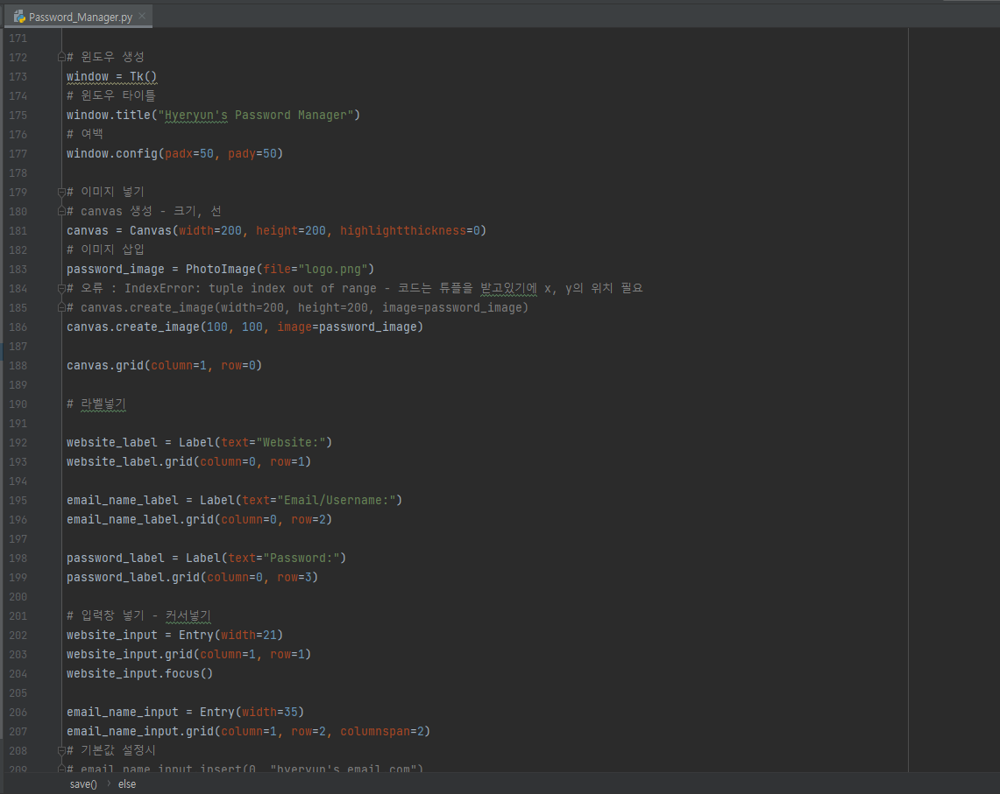 Password_Manager.py
171
172 # 윈도우 생성
173 window = Tk()
174 # 윈도우 타이틀
175 window.title("Hyeryun's Password Manager")
176 # 여백
177 window.config(padx=50, pady=50)
178
179 # 이미지 넣기
180 # canvas 생성 - 크기, 선
181 canvas = Canvas(width=200, height=200, highlightthickness=0)
182 # 이미지 삽입
183 password_image = PhotoImage(file="logo.png")
184 # 오류 : IndexError: tuple index out of range - 코드는 튜플을 받고있기에 x, y의 위치 필요
185 # canvas.create_image(width=200, height=200, image=password_image)
186 canvas.create_image(100, 100, image=password_image)
187
188 canvas.grid(column=1, row=0)
189
190 # 라벨넣기
191
192 website_label = Label(text="Website:")
193 website_label.grid(column=0, row=1)
194
195 email_name_label = Label(text="Email/Username:")
196 email_name_label.grid(column=0, row=2)
197
198 password_label = Label(text="Password:")
199 password_label.grid(column=0, row=3)
200
201 # 입력창 넣기 - 커서넣기
202 website_input = Entry(width=21)
203 website_input.grid(column=1, row=1)
204 website_input.focus()
205
206 email_name_input = Entry(width=35)
207 email_name_input.grid(column=1, row=2, columnspan=2)
208 # 기본값 설정시
209 # email_name_input.insert(0, "hyeryun's.email.com")
save() › else